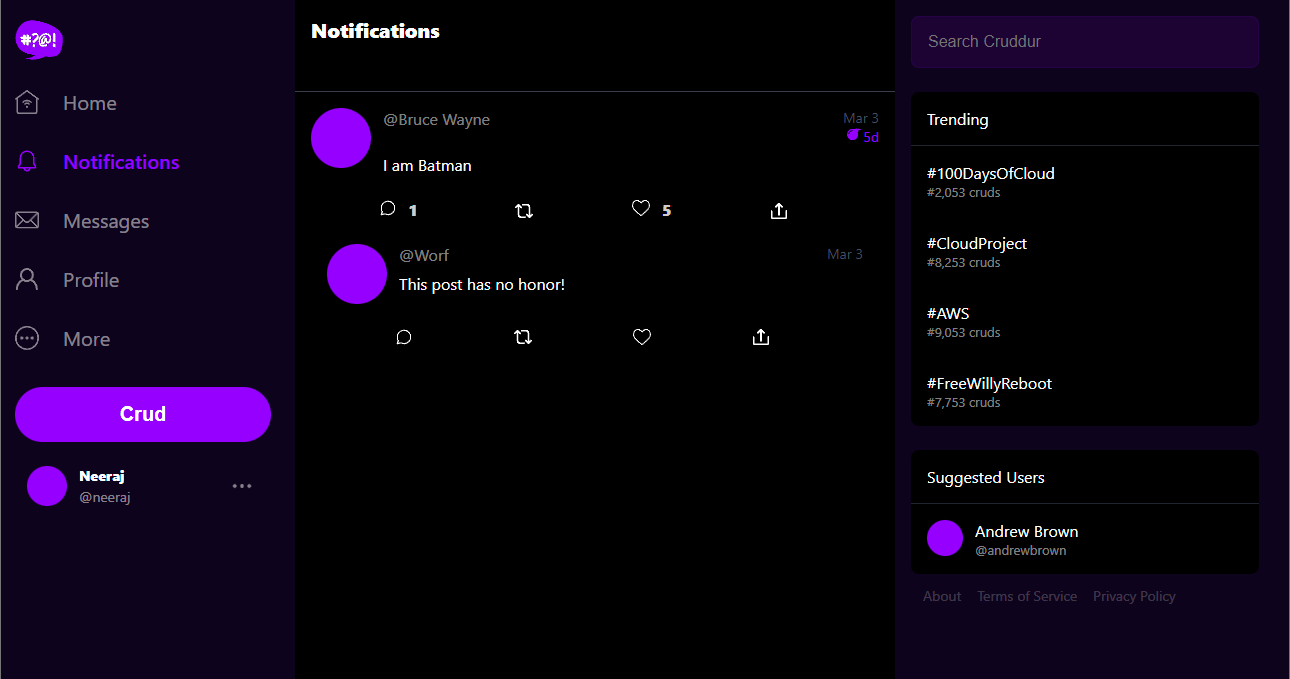 #?@!
Home
Notifications
Messages
Profile
More
Crud
Neeraj
@neeraj
Notifications
@Bruce Wayne
Mar 3
5d
I am Batman
1
5
@Worf
Mar 3
This post has no honor!
Search Cruddur
Trending
#100DaysOfCloud
#2,053 cruds
#CloudProject
#8,253 cruds
#AWS
#9,053 cruds
#FreeWillyReboot
#7,753 cruds
Suggested Users
Andrew Brown
@andrewbrown
About Terms of Service Privacy Policy